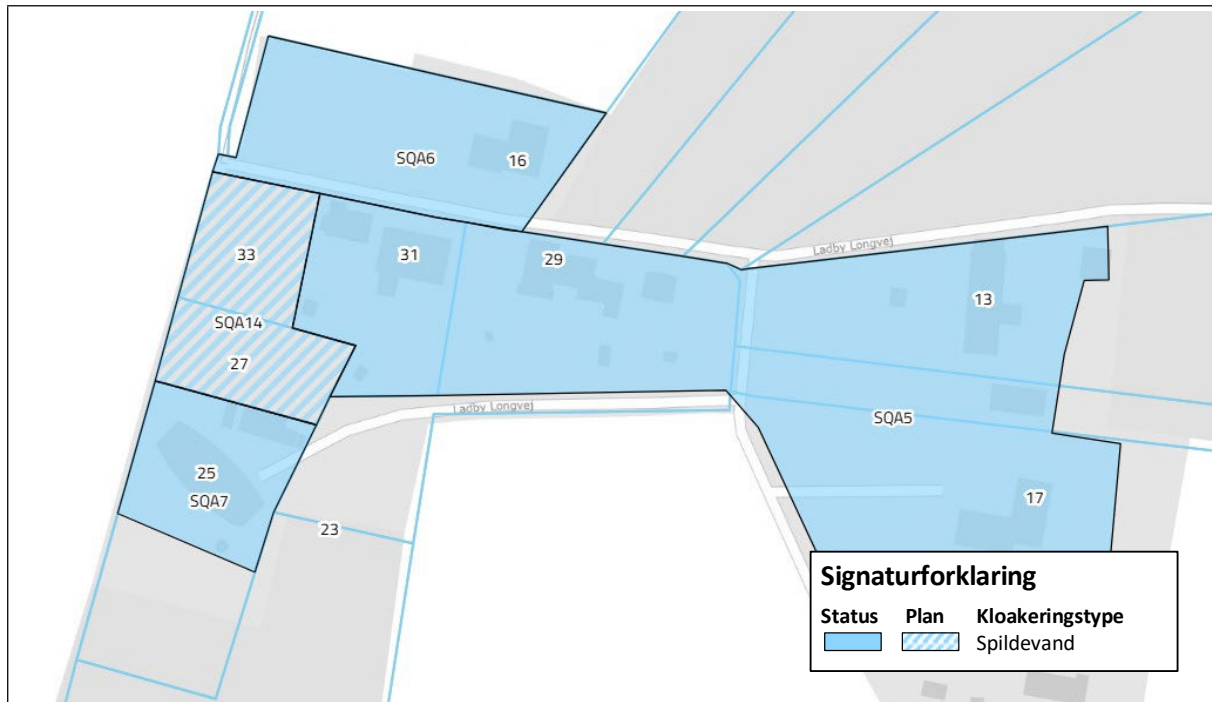 SQA6
16
33
31
29
Ladby Longvej
13
SQA14
27
Ladby Longvej
SQA5
25
SQA7
17
23
Signaturforklaring
Status Plan Kloakeringstype
Spildevand